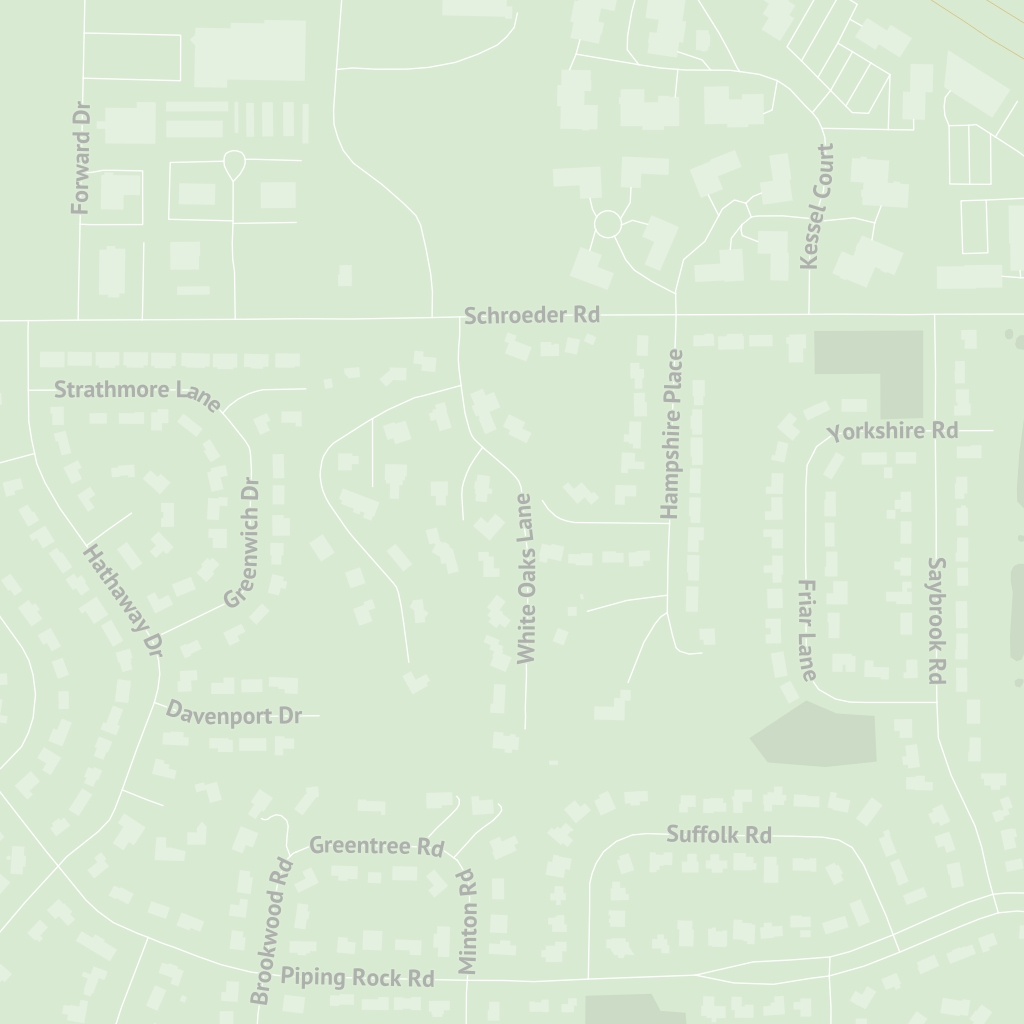 Forward Dr
Kessel Court
Schroeder Rd
Strathmore Lane
Hampshire Place
Yorkshire Rd
Greenwich Dr
White Oaks Lane
Hathaway Dr
Friar Lane
Saybrook Rd
Davenport Dr
Greentree Rd
Suffolk Rd
Brookwood Rd
Minton Rd
Piping Rock Rd